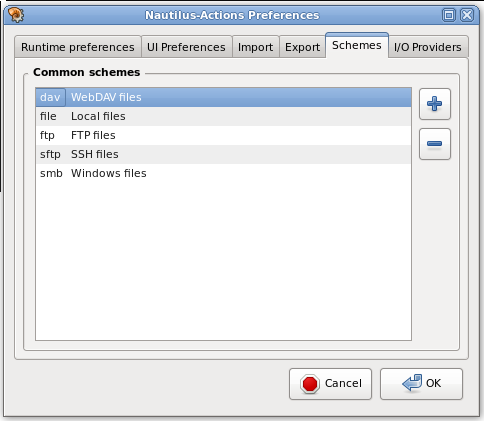 Nautilus-Actions Preferences
Runtime preferences UI Preferences Import Export Schemes I/O Providers
Common schemes
dav WebDAV files
file Local files
ftp FTP files
sftp SSH files
smb Windows files
Cancel OK